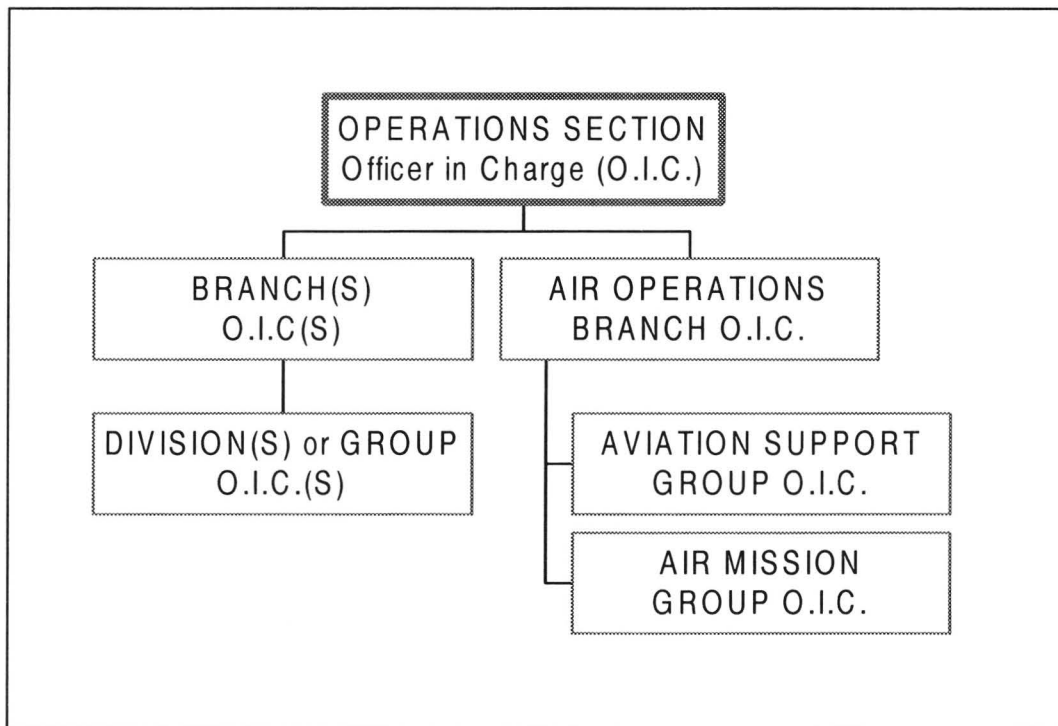 OPERATIONS SECTION
Officer in Charge (O.I.C.)
BRANCH(S)
O.I.C(S)
AIR OPERATIONS
BRANCH O.I.C.
DIVISION(S) or GROUP
O.I.C.(S)
AVIATION SUPPORT
GROUP O.I.C.
AIR MISSION
GROUP O.I.C.